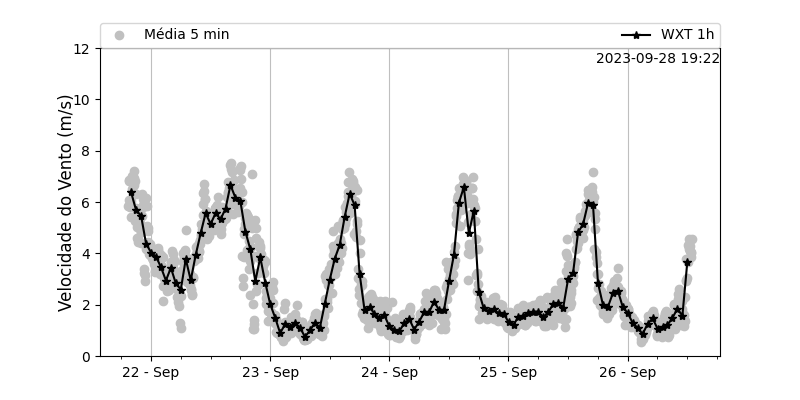 Média 5 min
WXT 1h
2023-09-28 19:22
Velocidade do Vento (m/s)
12
10
8
6
4
2
0
22 - Sep
23 - Sep
24 - Sep
25 - Sep
26 - Sep